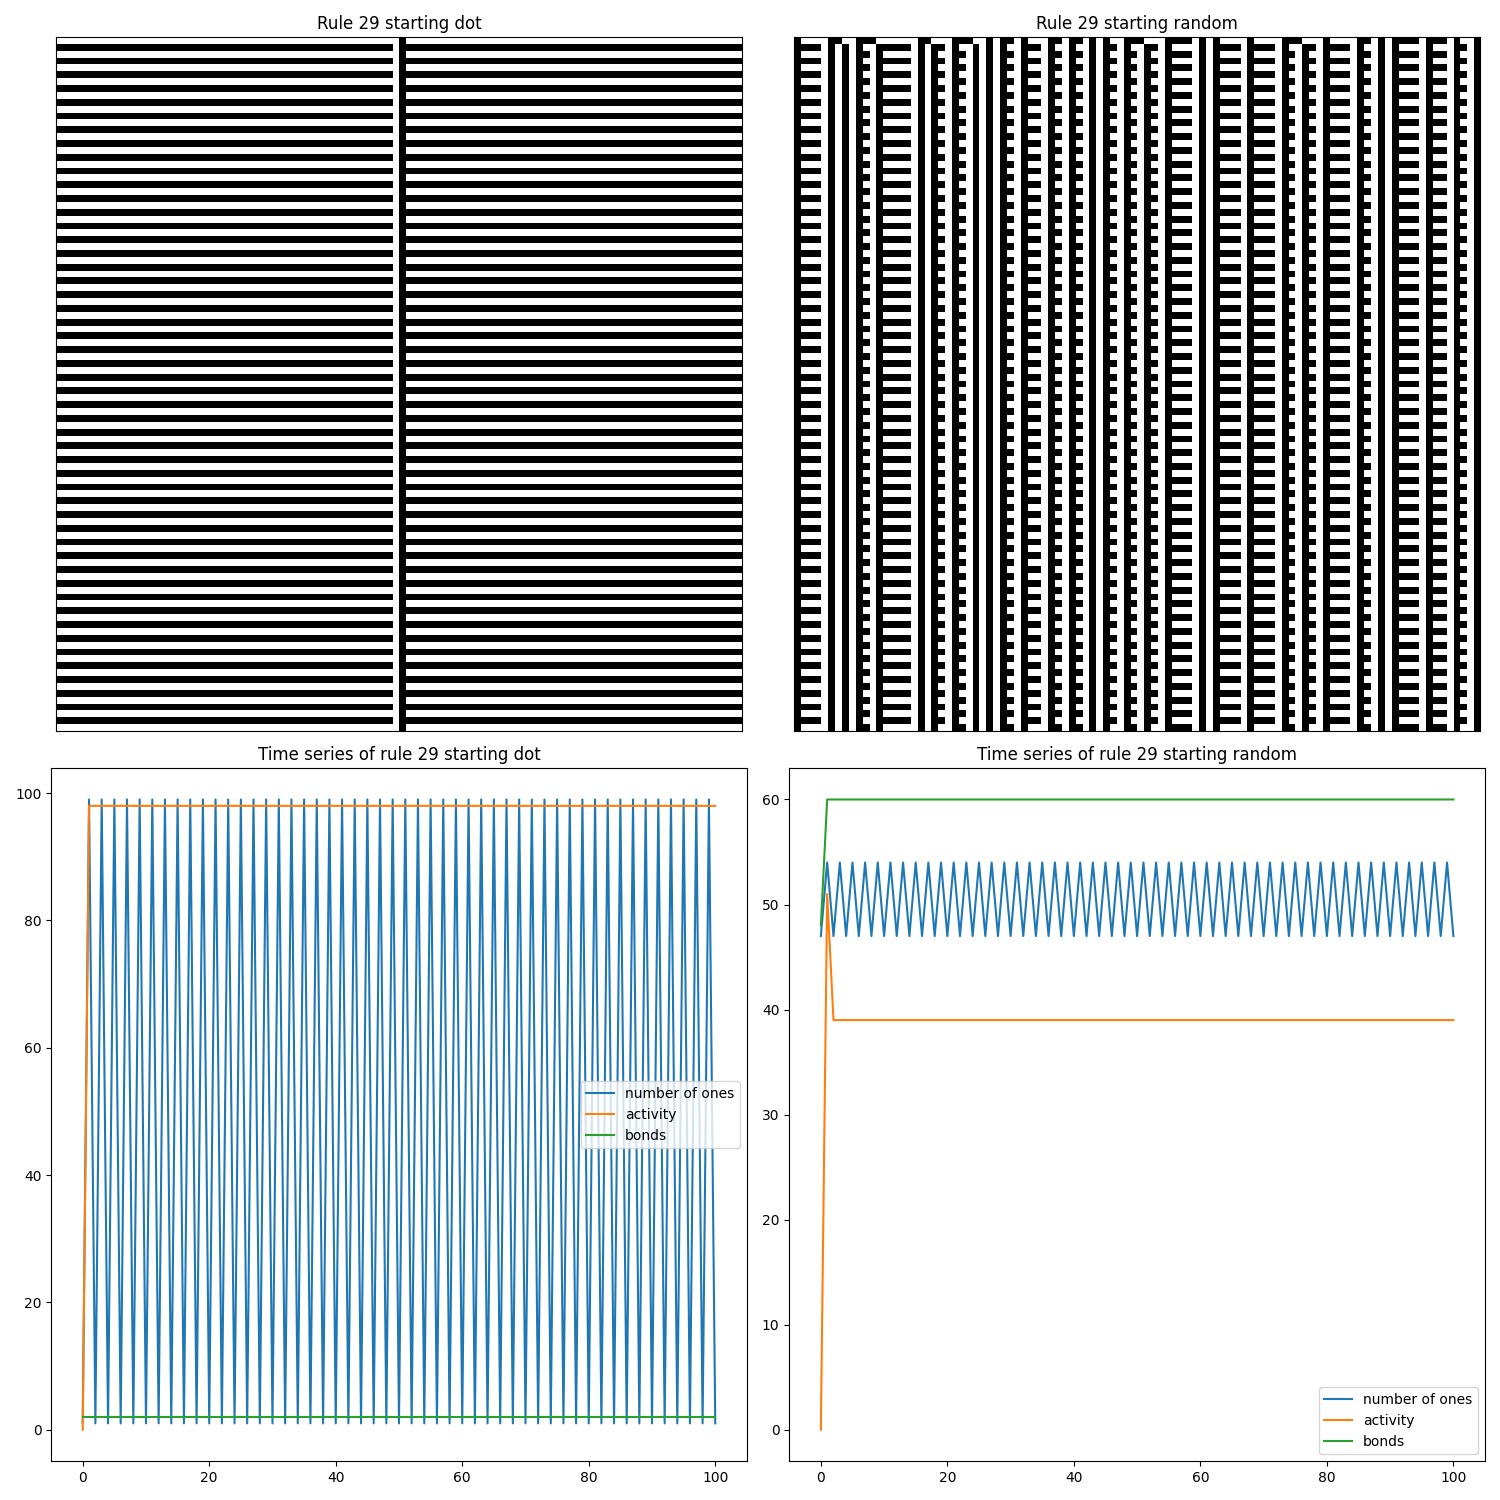 Rule 29 starting dot
Rule 29 starting random
Time series of rule 29 starting dot
100
80
60
40
20
0
0 20 40 60 80 100
number of ones
activity
bonds
Time series of rule 29 starting random
60
50
40
30
20
10
0
0 20 40 60 80 100
number of ones
activity
bonds